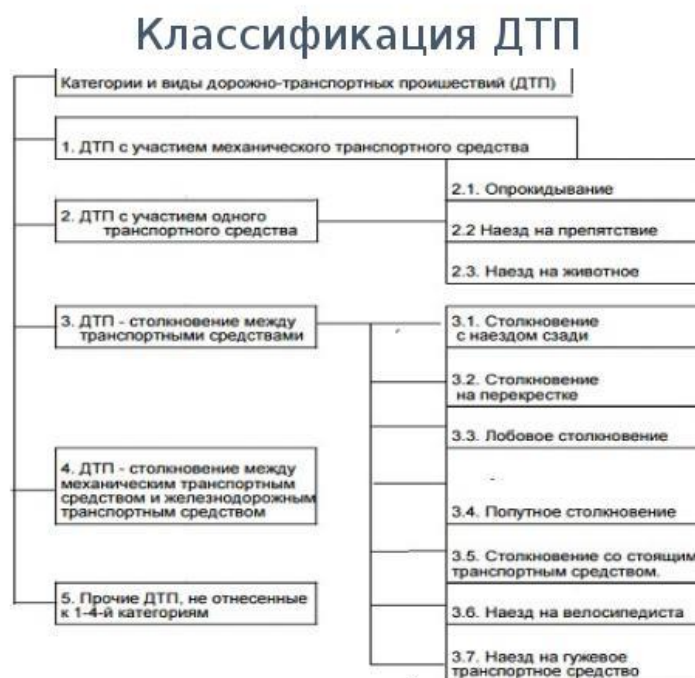 Классификация ДТП
Категории и виды дорожно-транспортных проишествий (ДТП)
1. ДТП с участием механического транспортного средства
2. ДТП с участием одного
транспортного средства
2.1. Опрокидывание
2.2 Наезд на препятствие
2.3. Наезд на животное
3. ДТП - столкновение между
транспортными средствами
3.1. Столкновение
с наездом сзади
3.2. Столкновение
на перекрестке
3.3. Лобовое столкновение
3.4. Попутное столкновение
3.5. Столкновение со стоящим
транспортным средством.
3.6. Наезд на велосипедиста
3.7. Наезд на гужевое
транспортное средство
4. ДТП - столкновение между
механическим транспортным
средством и железнодорожным
транспортным средством
5. Прочие ДТП, не отнесенные
к 1-4-й категориям